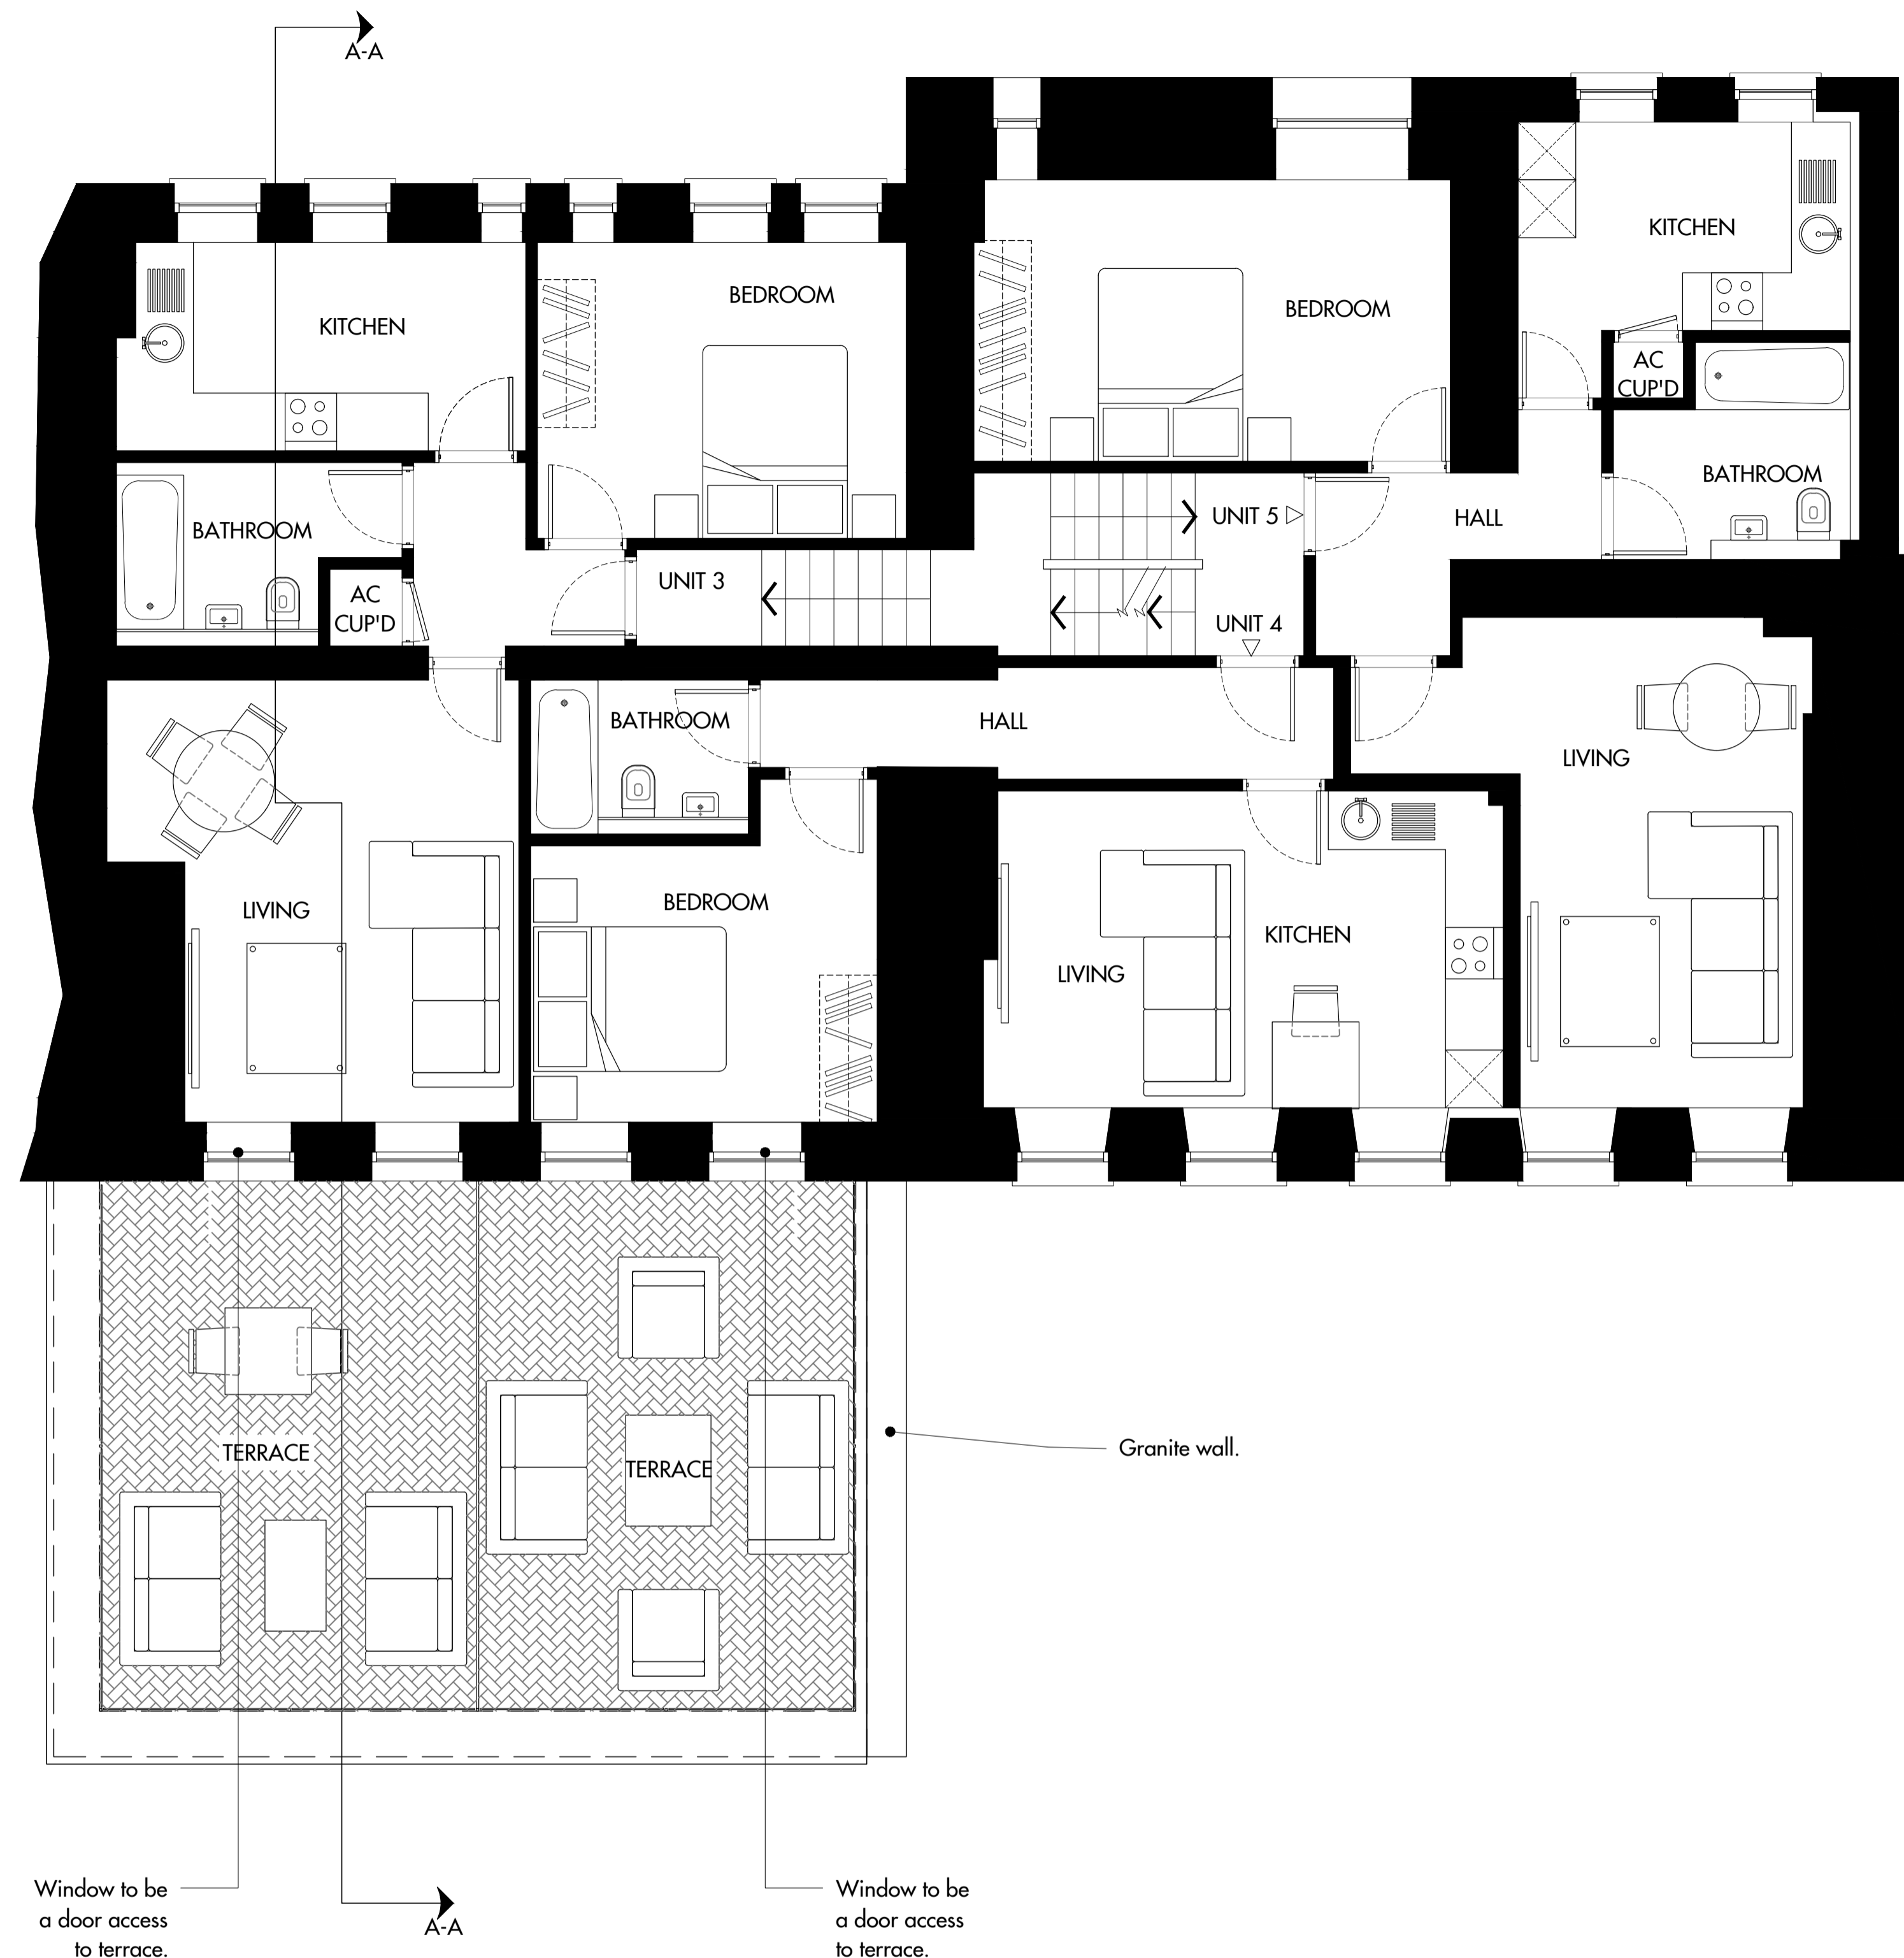 A-A
KITCHEN
BEDROOM
BEDROOM
KITCHEN
AC
CUP'D
BATHROOM
BATHROOM
UNIT 5
HALL
AC
CUP'D
UNIT 3
UNIT 4
BATHROOM
HALL
LIVING
LIVING
BEDROOM
KITCHEN
LIVING
TERRACE
TERRACE
Granite wall.
Window to be
a door access
to terrace.
A-A
Window to be
a door access
to terrace.